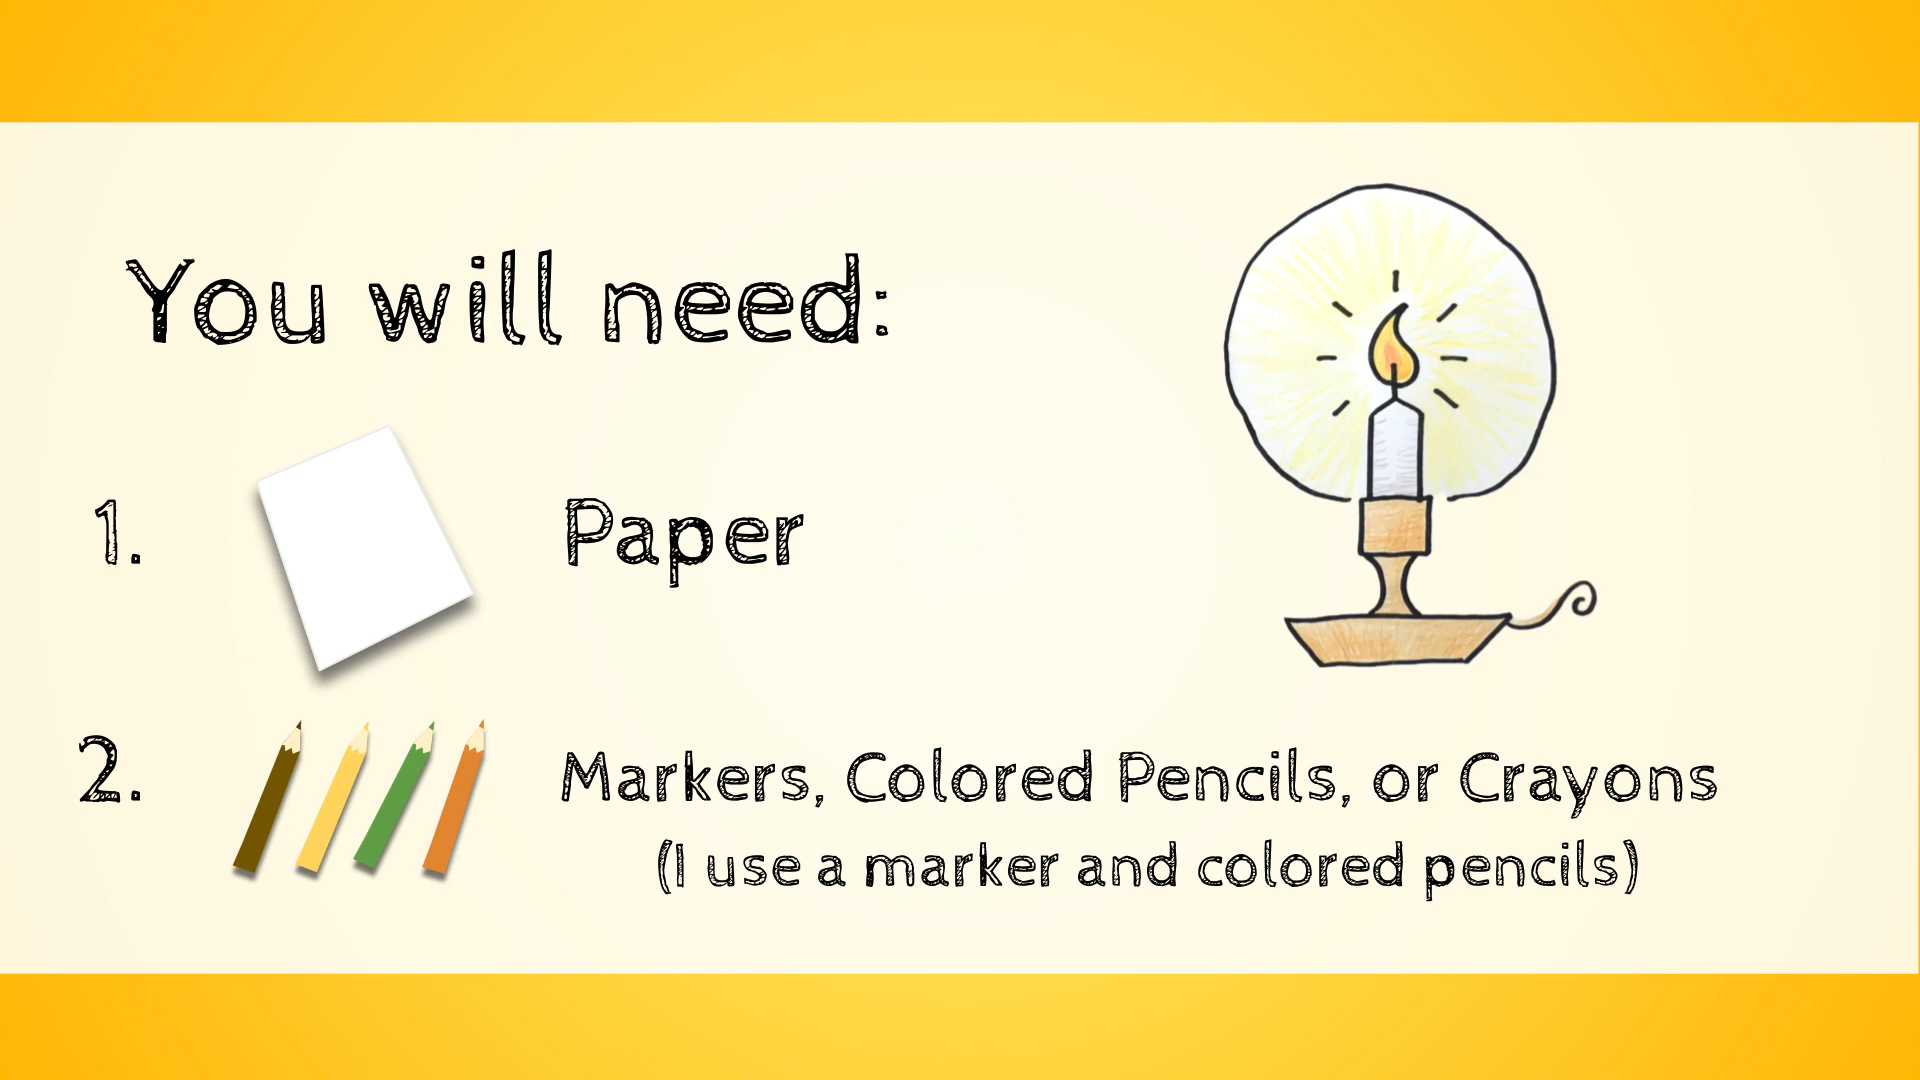 You will need:
1. Paper
2. Markers, Colored Pencils, or Crayons
(I use a marker and colored pencils)